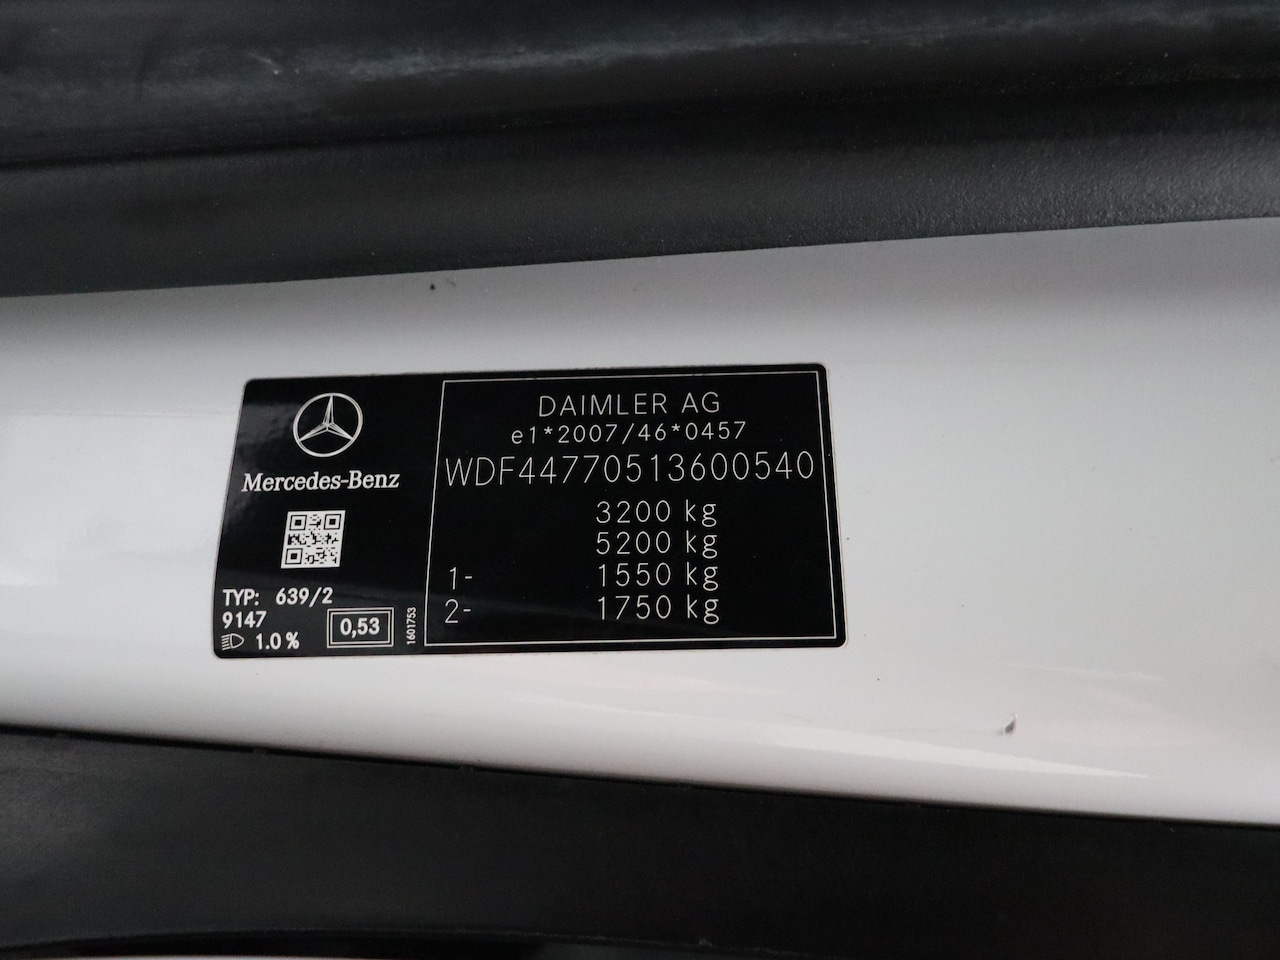 Mercedes-Benz
TYP: 639/2
9147
1.0 %
0,53
1601753
DAIMLER AG
e1*2007/46*0457
WDF44770513600540
3200 kg
5200 kg
1- 1550 kg
2- 1750 kg